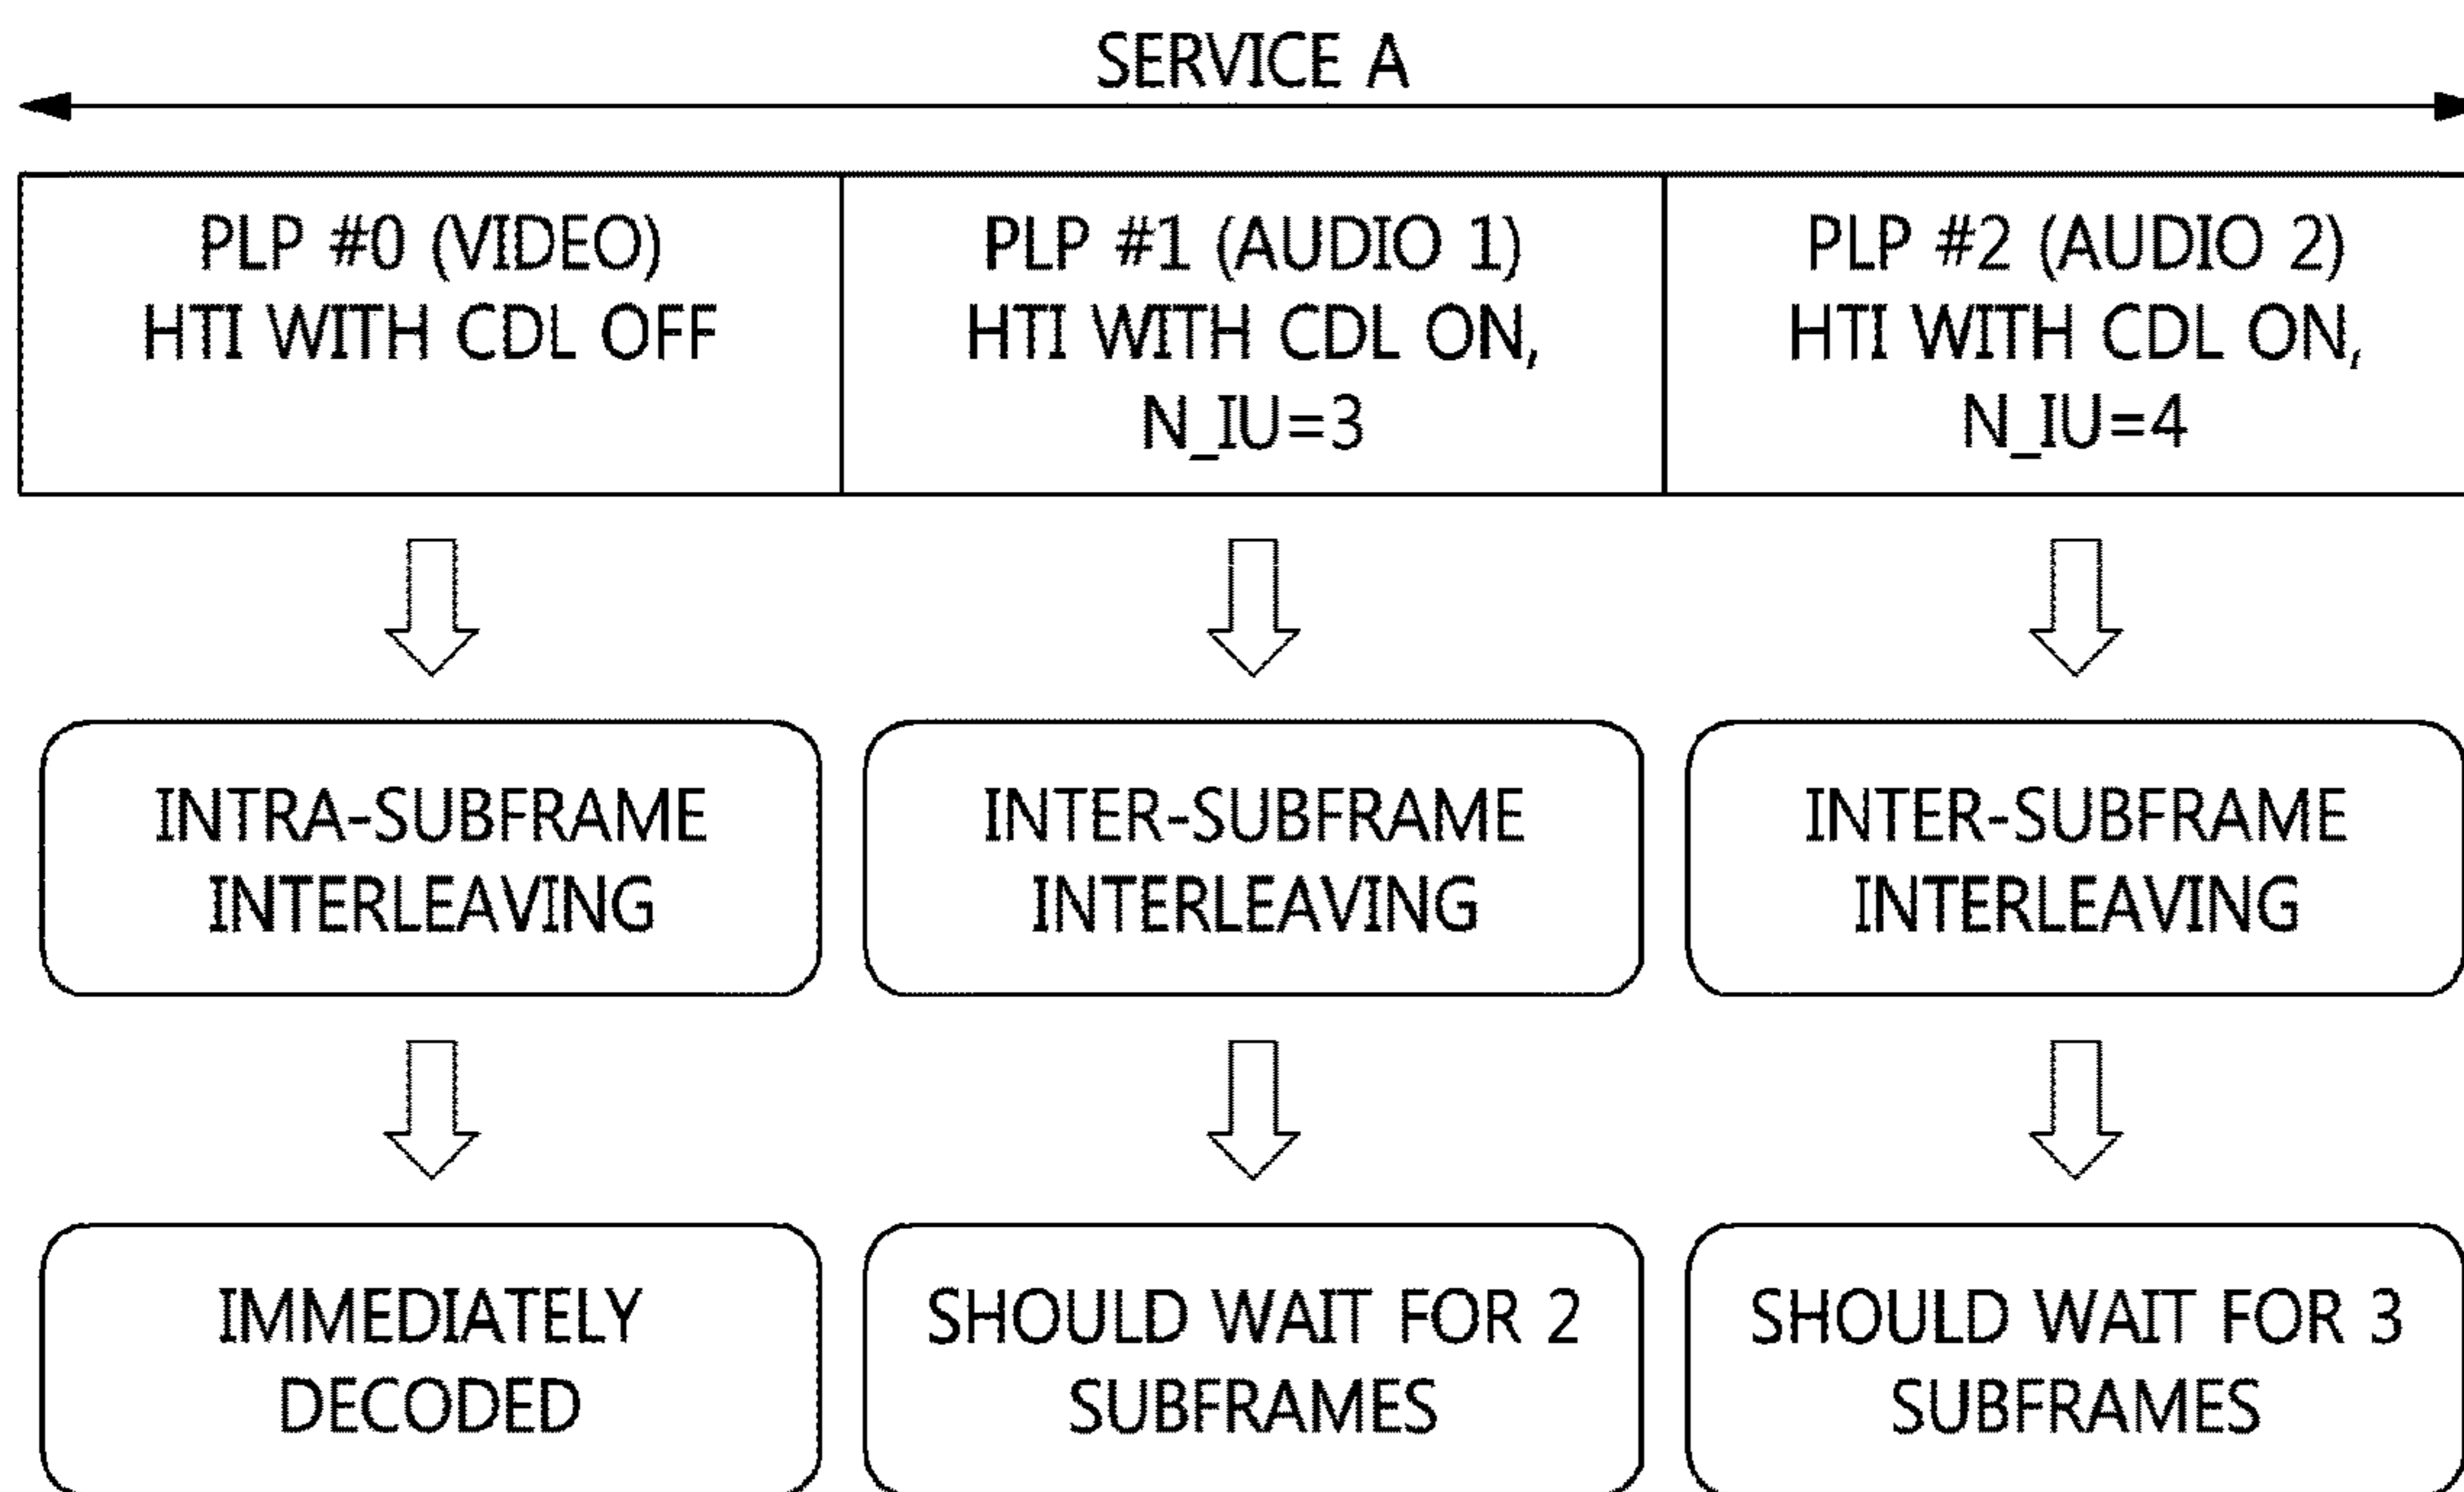 SERVICE A
PLP #0 (VIDEO)
HTI WITH CDL OFF
PLP #1 (AUDIO 1)
HTI WITH CDL ON,
N_IU=3
PLP #2 (AUDIO 2)
HTI WITH CDL ON,
N_IU=4
INTRA-SUBFRAME
INTERLEAVING
INTER-SUBFRAME
INTERLEAVING
INTER-SUBFRAME
INTERLEAVING
IMMEDIATELY
DECODED
SHOULD WAIT FOR 2
SUBFRAMES
SHOULD WAIT FOR 3
SUBFRAMES